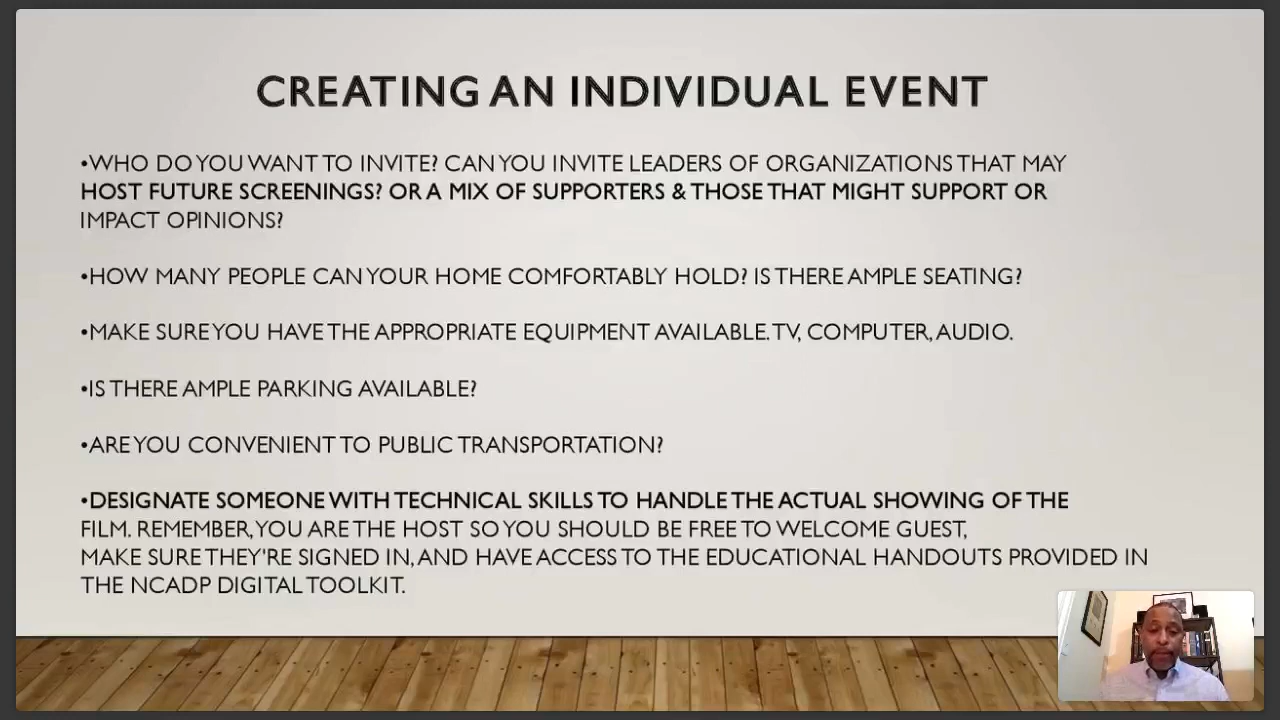 CREATING AN INDIVIDUAL EVENT
•WHO DO YOU WANT TO INVITE? CAN YOU INVITE LEADERS OF ORGANIZATIONS THAT MAY
HOST FUTURE SCREENINGS? OR A MIX OF SUPPORTERS & THOSE THAT MIGHT SUPPORT OR
IMPACT OPINIONS?
•HOW MANY PEOPLE CAN YOUR HOME COMFORTABLY HOLD? IS THERE AMPLE SEATING?
•MAKE SURE YOU HAVE THE APPROPRIATE EQUIPMENT AVAILABLE. TV, COMPUTER, AUDIO.
•IS THERE AMPLE PARKING AVAILABLE?
•ARE YOU CONVENIENT TO PUBLIC TRANSPORTATION?
•DESIGNATE SOMEONE WITH TECHNICAL SKILLS TO HANDLE THE ACTUAL SHOWING OF THE
FILM. REMEMBER, YOU ARE THE HOST SO YOU SHOULD BE FREE TO WELCOME GUEST,
MAKE SURE THEY'RE SIGNED IN, AND HAVE ACCESS TO THE EDUCATIONAL HANDOUTS PROVIDED IN
THE NCADP DIGITAL TOOLKIT.